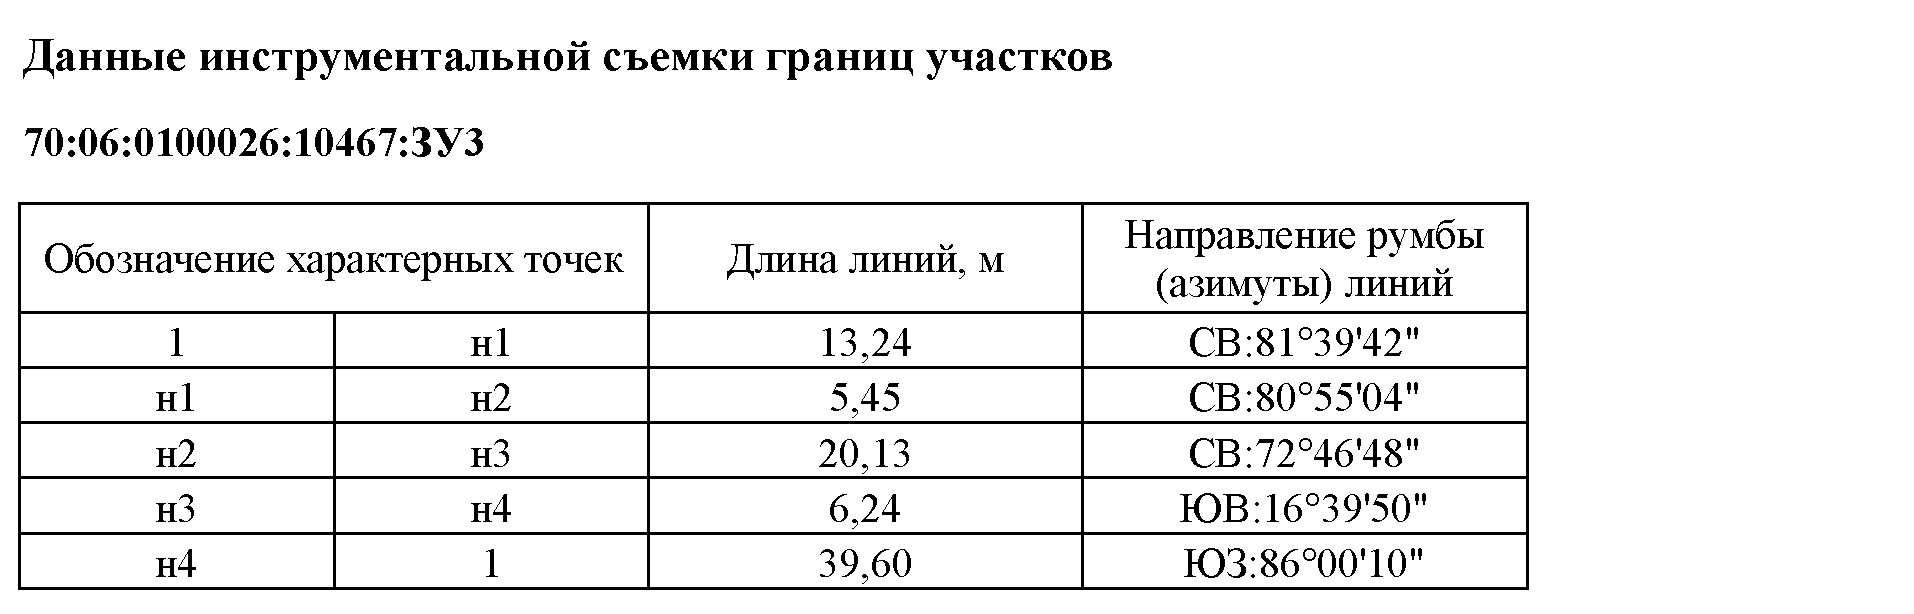 Данные инструментальной съемки границ участков
70:06:0100026:10467:ЗУ3
Обозначение характерных точек Длина линий, м Направление румбы (азимуты) линий
1 н1 13,24 СВ:81°39'42"
н1 н2 5,45 СВ:80°55'04"
н2 н3 20,13 СВ:72°46'48"
н3 н4 6,24 ЮВ:16°39'50"
н4 1 39,60 ЮЗ:86°00'10"